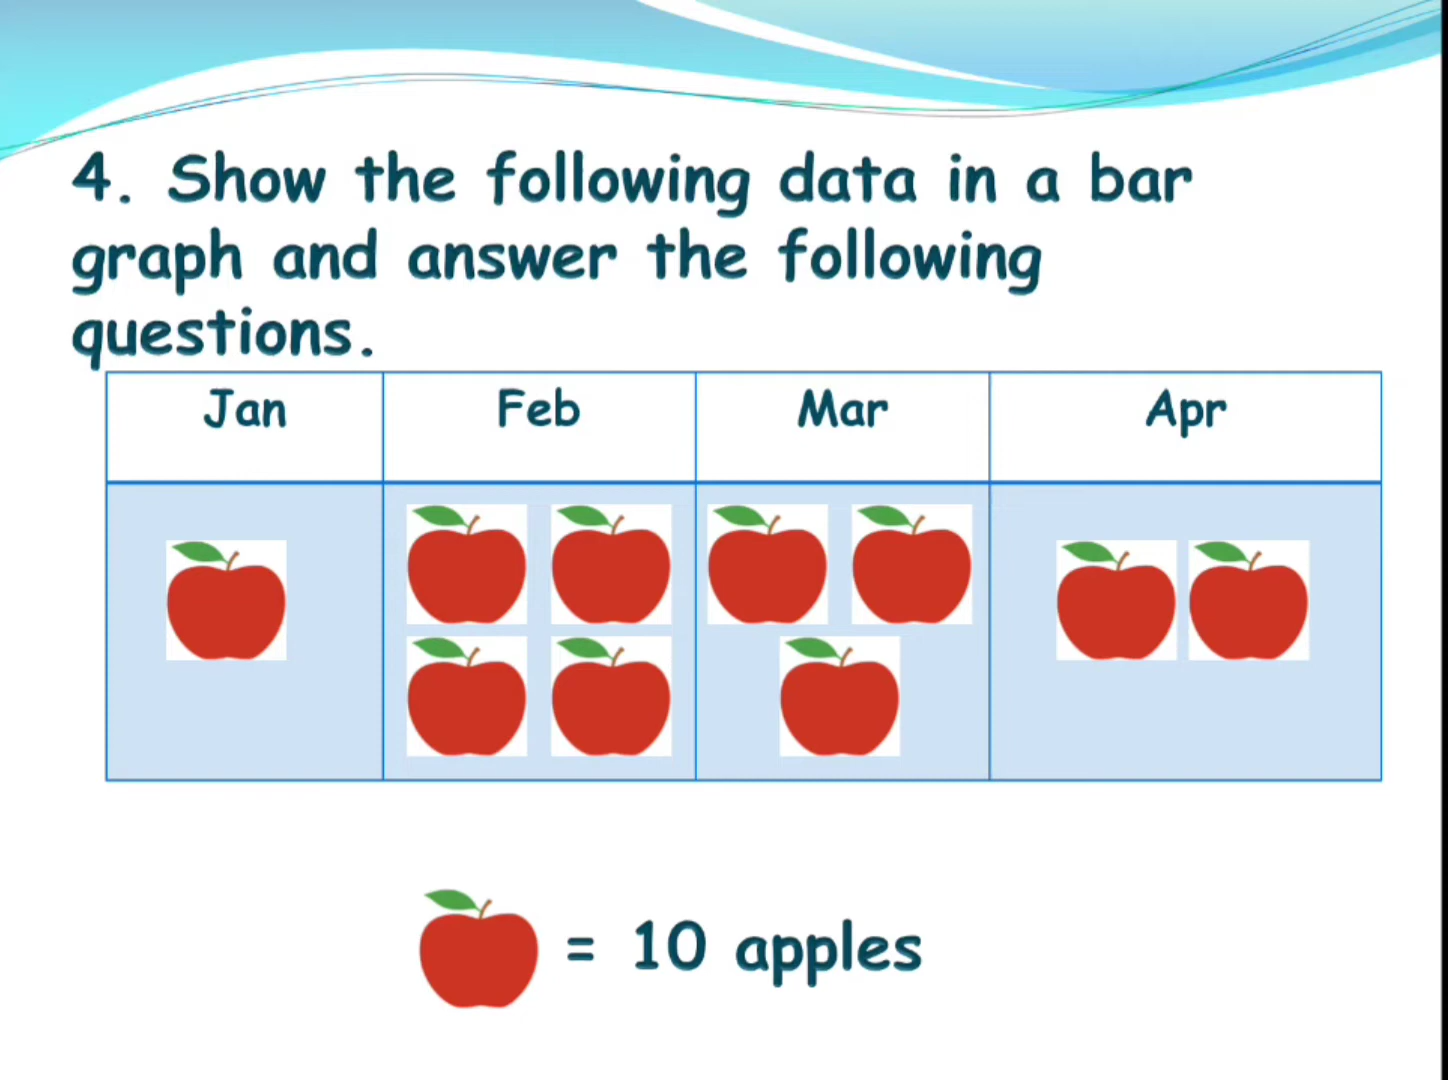 4. Show the following data in a bar
graph and answer the following
questions.
Jan Feb Mar Apr
= 10 apples